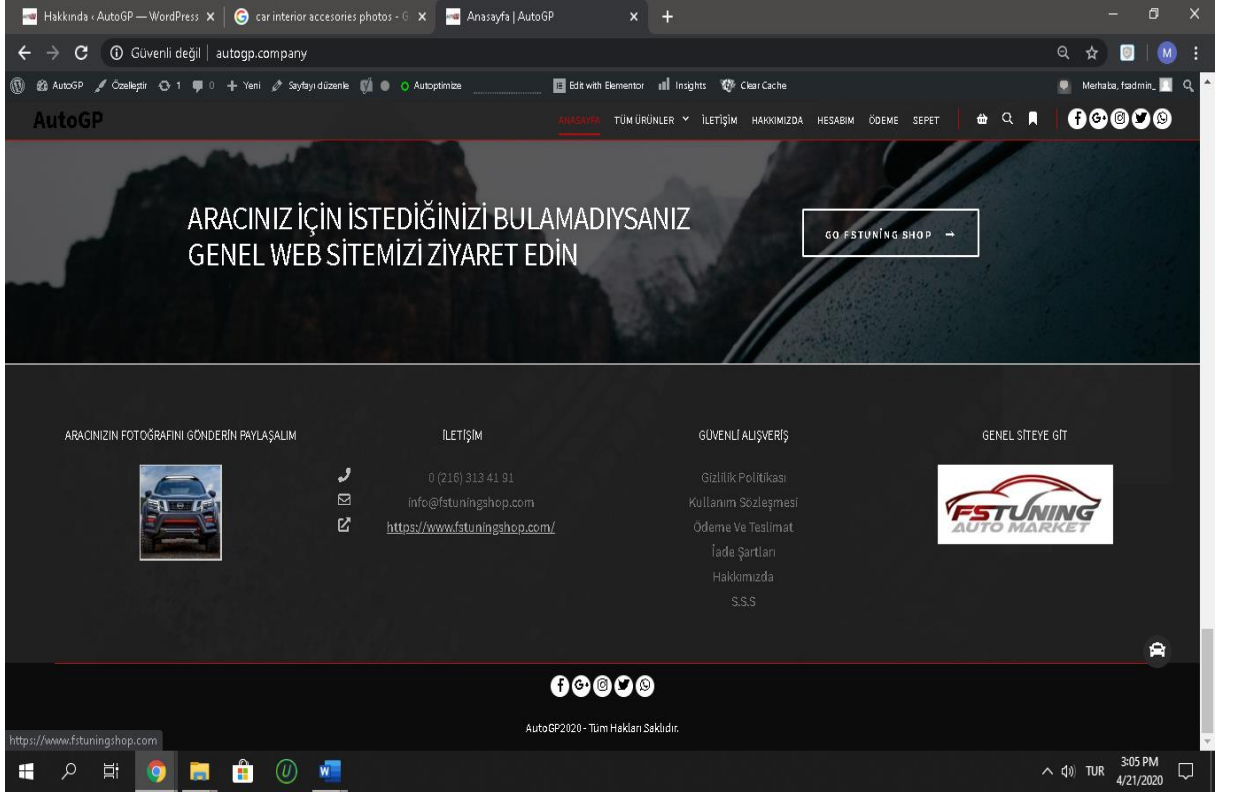 Hakkında ‹ AutoGP — WordPress
car interior accesories photos - G
Anasayfa | AutoGP
Güvenli değil | autogp.company
M
AutoGP Özelleştir 1 0 Yeni Sayfayı düzenle Autoptimize Edit with Elementor Insights Clear Cache Merhaba, fsadmin_
AutoGP
ANASAYFA TÜM ÜRÜNLER İLETİŞİM HAKKIMIZDA HESABIM ÖDEME SEPET
ARACINIZ İÇİN İSTEDİĞİNİZİ BULAMADIYSANIZ
GENEL WEB SİTEMİZİ ZİYARET EDİN
GO FSTUNİNG SHOP →
ARACINIZIN FOTOĞRAFINI GÖNDERİN PAYLAŞALIM
İLETİŞİM
0 (216) 313 41 91
info@fstuningshop.com
https://www.fstuningshop.com/
GÜVENLİ ALIŞVERİŞ
Gizlilik Politikası
Kullanım Sözleşmesi
Ödeme Ve Teslimat
İade Şartları
Hakkımızda
S.S.S
GENEL SİTEYE GİT
FSTUNING
AUTO MARKET
AutoGP2020 - Tüm Hakları Saklıdır.
https://www.fstuningshop.com
TUR
3:05 PM
4/21/2020